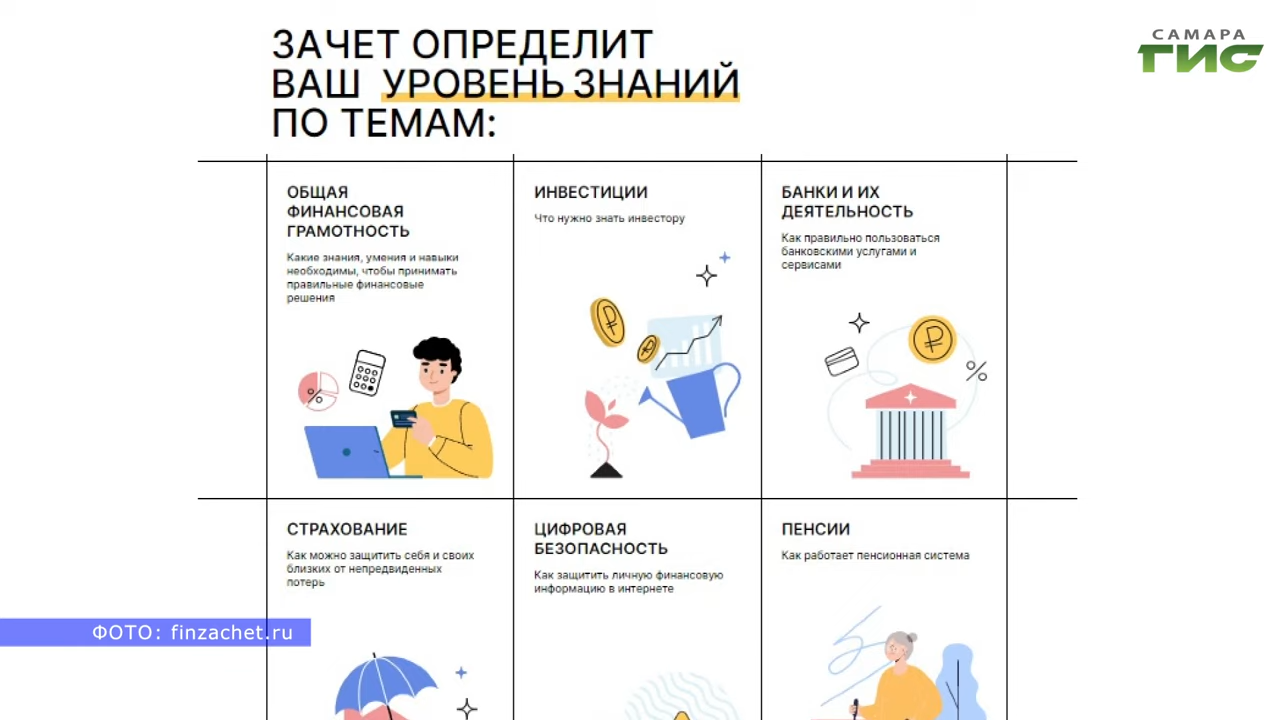 ЗАЧЕТ ОПРЕДЕЛИТ
ВАШ УРОВЕНЬ ЗНАНИЙ
ПО ТЕМАМ:
САМАРА
ГИС
ОБЩАЯ
ФИНАНСОВАЯ
ГРАМОТНОСТЬ
Какие знания, умения и навыки
необходимы, чтобы принимать
правильные финансовые
решения
ИНВЕСТИЦИИ
Что нужно знать инвестору
БАНКИ И ИХ
ДЕЯТЕЛЬНОСТЬ
Как правильно пользоваться
банковскими услугами и
сервисами
СТРАХОВАНИЕ
Как можно защитить себя и своих
близких от непредвиденных
потерь
ЦИФРОВАЯ
БЕЗОПАСНОСТЬ
Как защитить личную финансовую
информацию в интернете
ПЕНСИИ
Как работает пенсионная система
ФОТО: finzachet.ru